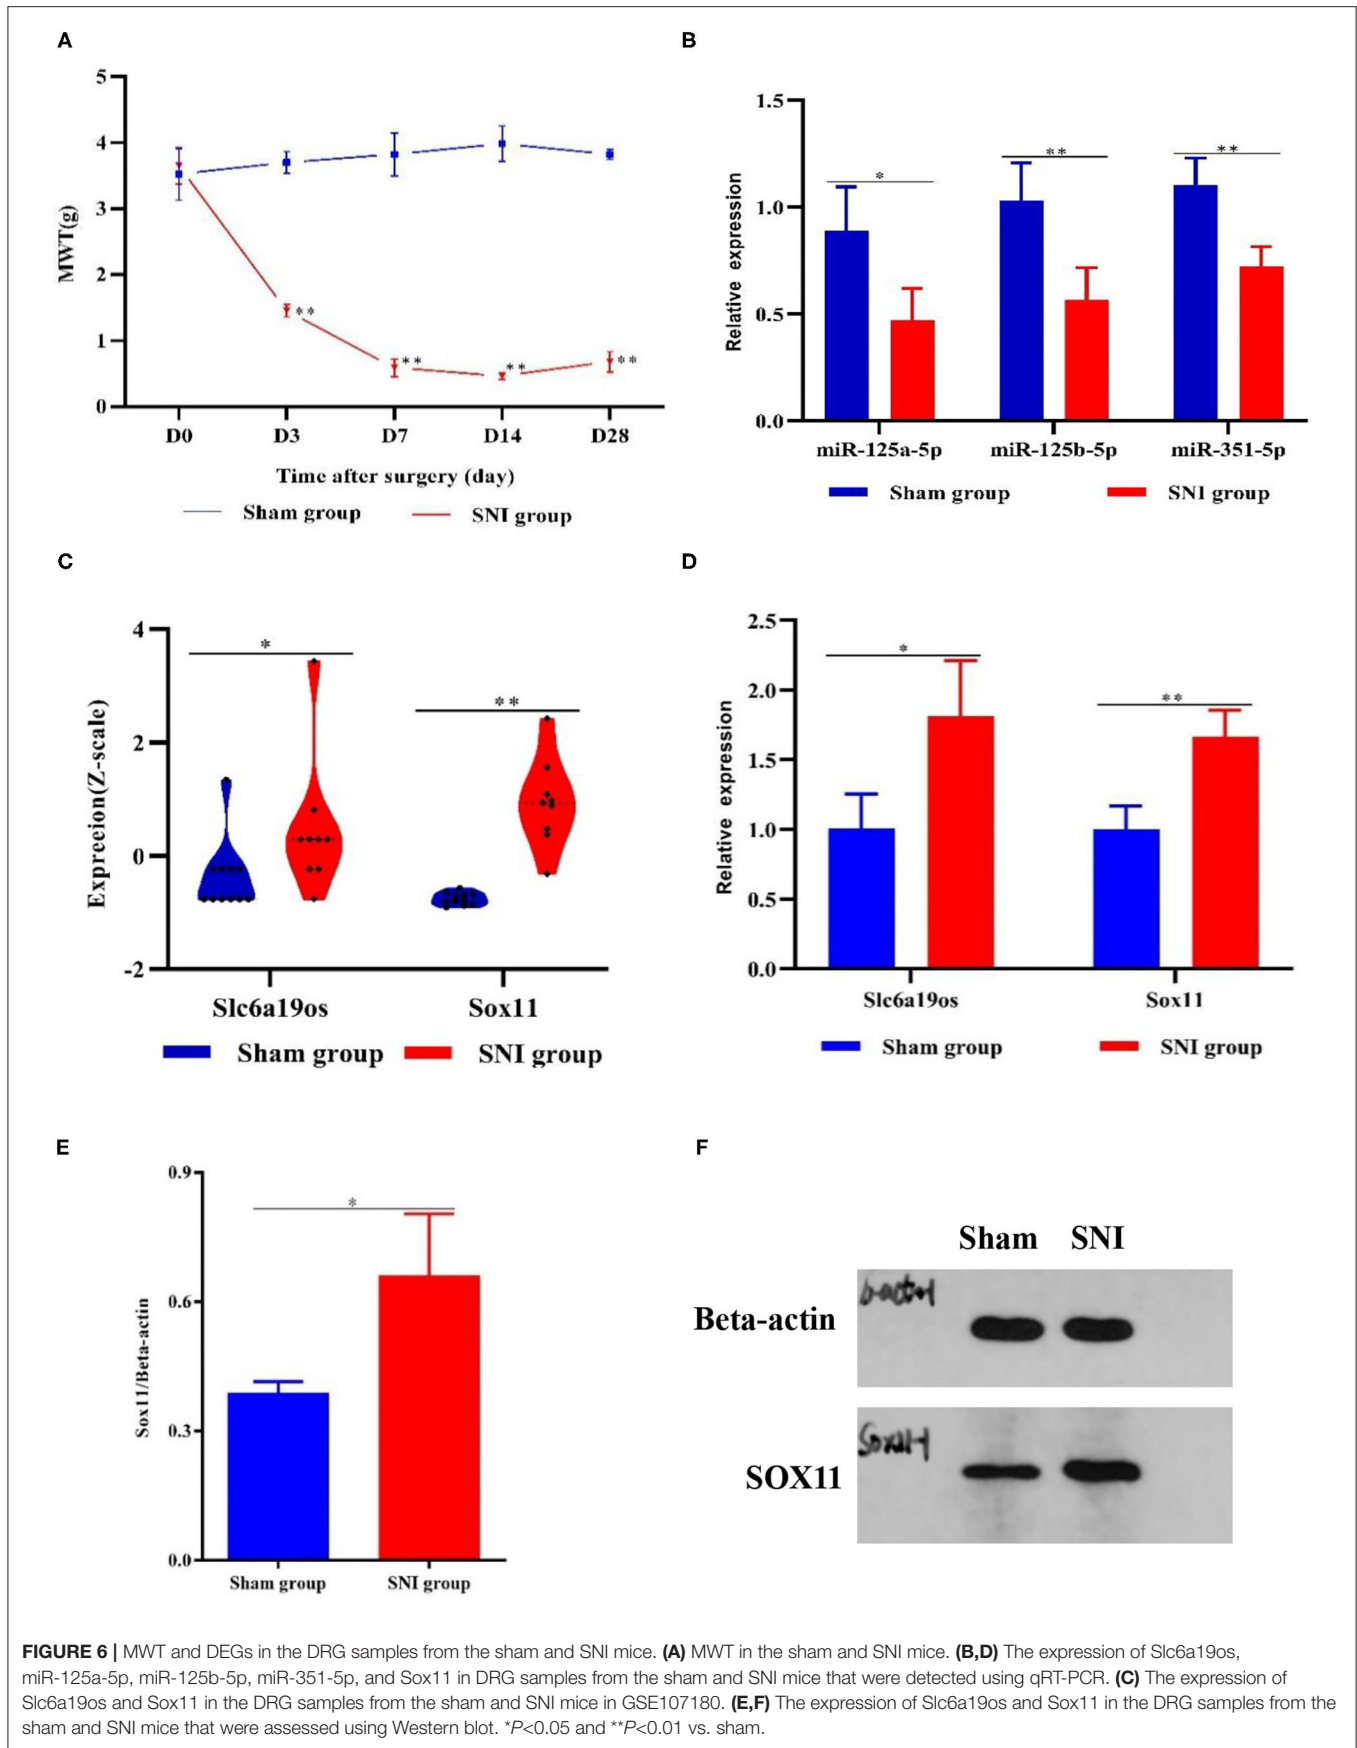 A
5
4
3
2
1
0
MWT(g)
**
**
**
**
D0 D3 D7 D14 D28
Time after surgery (day)
Sham group SNI group
B
1.5
1.0
0.5
0.0
Relative expression
*
**
**
miR-125a-5p miR-125b-5p miR-351-5p
Sham group SNI group
C
4
2
0
-2
Exprecion(Z-scale)
*
**
Slc6a19os Sox11
Sham group SNI group
D
2.5
2.0
1.5
1.0
0.5
0.0
Relative expression
*
**
Slc6a19os Sox11
Sham group SNI group
E
0.9
0.6
0.3
0.0
Sox11/Beta-actin
*
Sham group SNI group
F
Sham SNI
Beta-actin
SOX11
FIGURE 6 | MWT and DEGs in the DRG samples from the sham and SNI mice. (A) MWT in the sham and SNI mice. (B,D) The expression of Slc6a19os,
miR-125a-5p, miR-125b-5p, miR-351-5p, and Sox11 in DRG samples from the sham and SNI mice that were detected using qRT-PCR. (C) The expression of
Slc6a19os and Sox11 in the DRG samples from the sham and SNI mice in GSE107180. (E,F) The expression of Slc6a19os and Sox11 in the DRG samples from the
sham and SNI mice that were assessed using Western blot. *P<0.05 and **P<0.01 vs. sham.